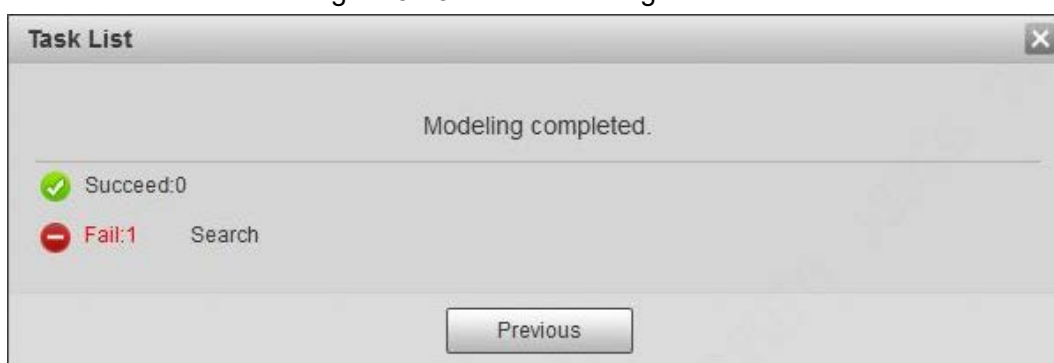 Task List
Modeling completed.
Succeed:0
Fail:1 Search
Previous